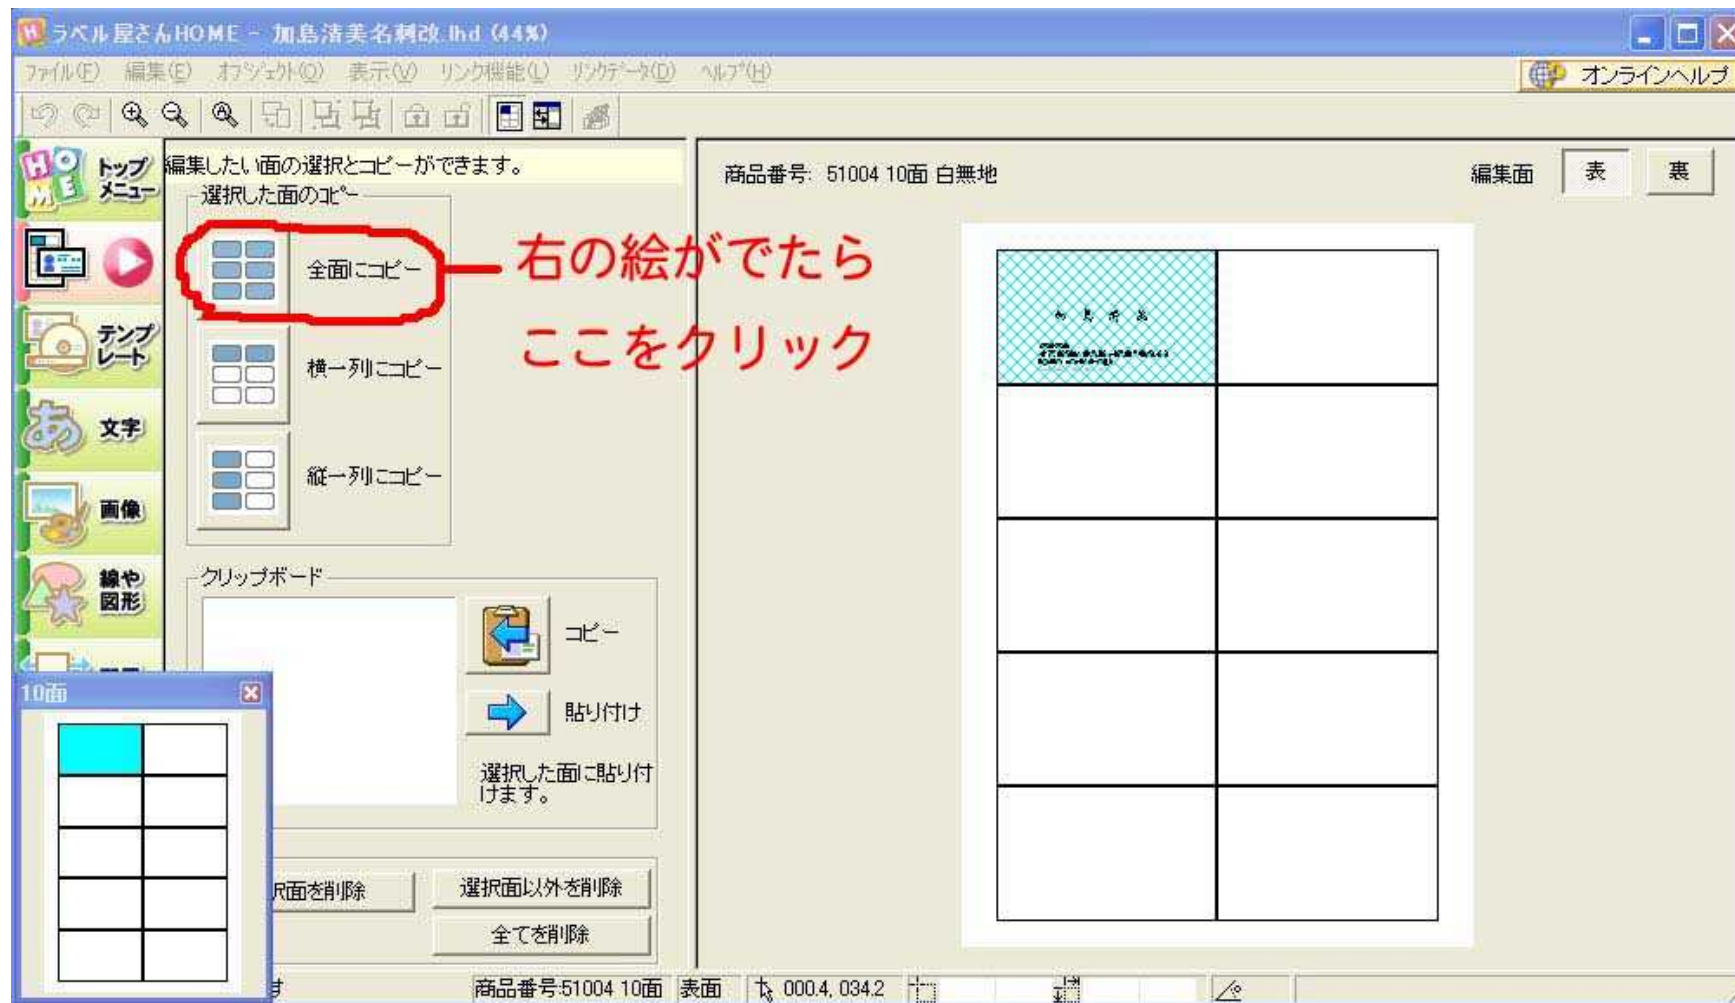 ラベル屋さんHOME - 加島清美名刺改.lhd (44%)
ファイル(F) 編集(E) オブジェクト(O) 表示(V) リンク機能(L) リンクデータ(D) ヘルプ(H)
オンラインヘルプ
HOME
トップメニュー
編集したい面の選択とコピーができます。
商品番号: 51004 10面 白無地
編集面 表 裏
選択した面のコピー
全面にコピー
右の絵がでたら
ここをクリック
テンプレート
横一列にコピー
加島清美
あ 文字
縦一列にコピー
画像
線や
図形
クリップボード
コピー
貼り付け
選択した面に貼り付
けます。
10面
択面を削除
選択面以外を削除
全てを削除
す
商品番号:51004 10面 表面 000.4, 034.2